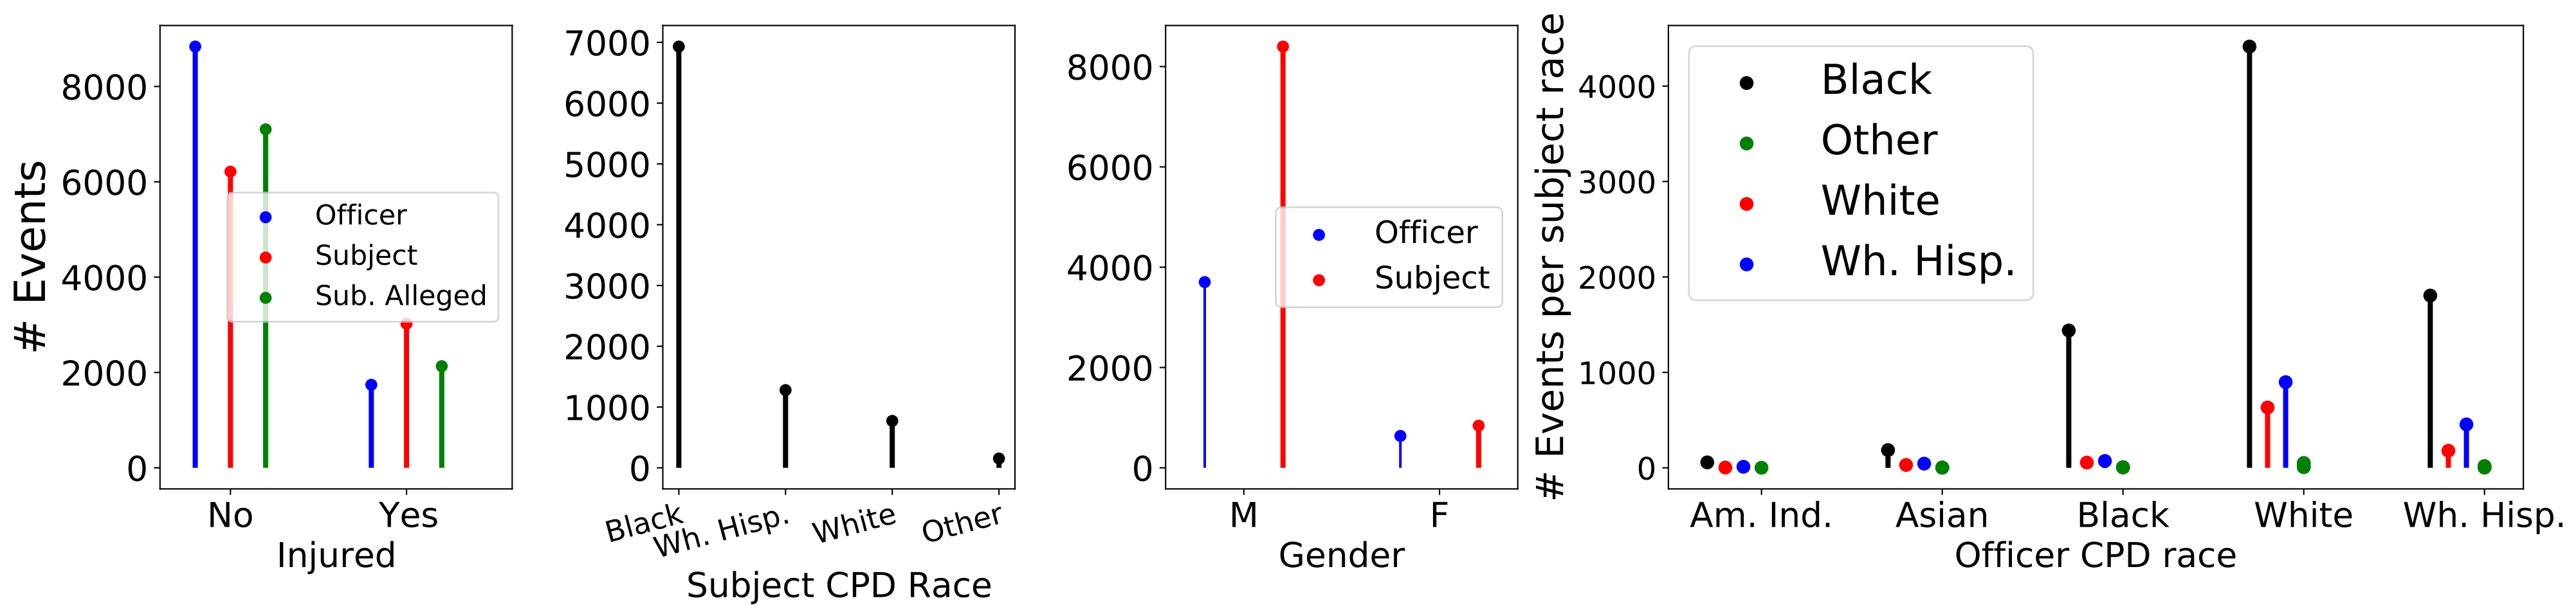 # Events
8000
6000
4000
2000
0
Officer
Subject
Sub. Alleged
No
Yes
Injured
7000
6000
5000
4000
3000
2000
1000
0
Black
Wh. Hisp.
White
Other
Subject CPD Race
8000
6000
4000
2000
0
Officer
Subject
M
F
Gender
# Events per subject race
4000
3000
2000
1000
0
Black
Other
White
Wh. Hisp.
Am. Ind.
Asian
Black
White
Wh. Hisp.
Officer CPD race